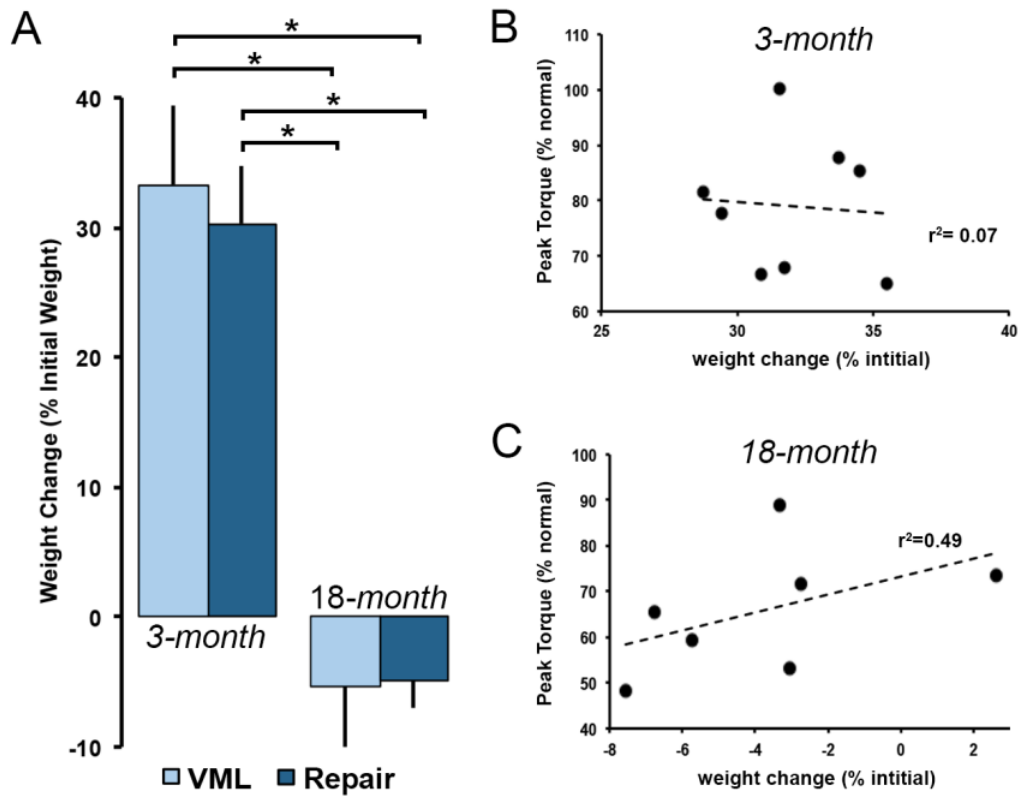 A
*
*
*
*
Weight Change (% Initial Weight)
40
30
20
10
0
-10
3-month
18-month
VML
Repair
B
3-month
Peak Torque (% normal)
110
100
90
80
70
60
r²= 0.07
25
30
35
40
weight change (% intitial)
C
18-month
Peak Torque (% normal)
100
90
80
70
60
50
40
r²=0.49
-8
-6
-4
-2
0
2
weight change (% intitial)